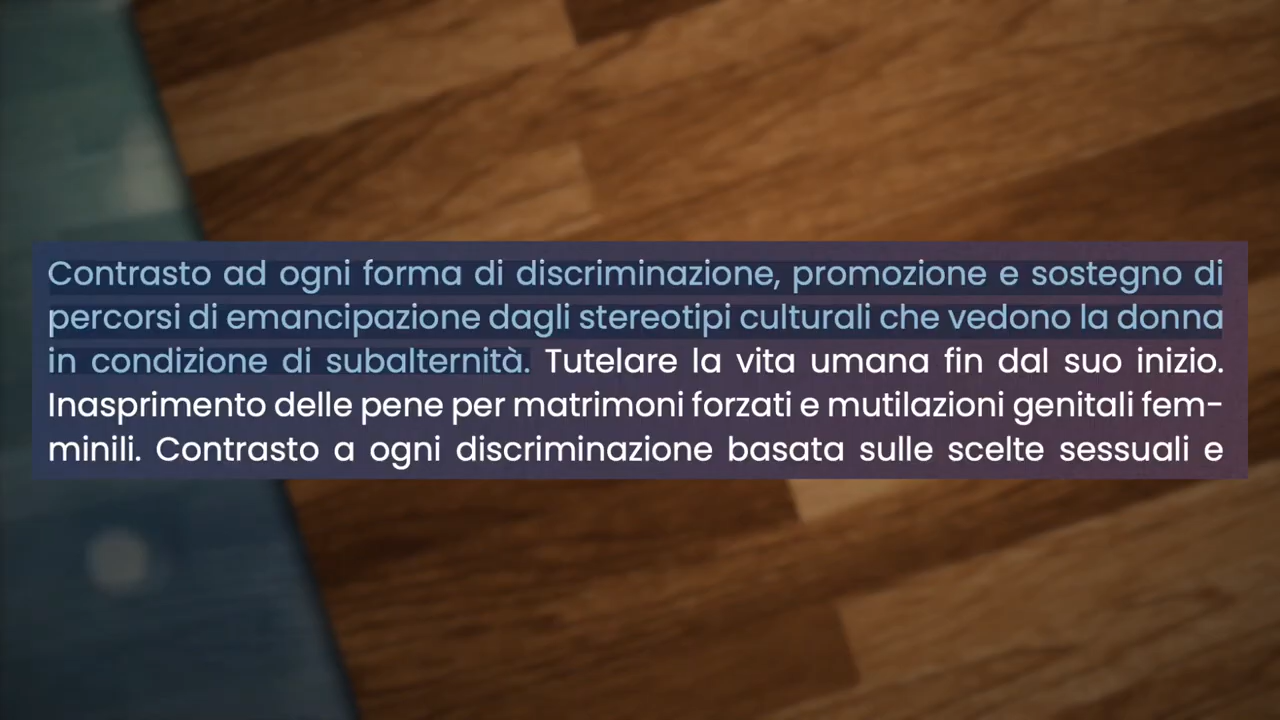 Contrasto ad ogni forma di discriminazione, promozione e sostegno di
percorsi di emancipazione dagli stereotipi culturali che vedono la donna
in condizione di subalternità. Tutelare la vita umana fin dal suo inizio.
Inasprimento delle pene per matrimoni forzati e mutilazioni genitali fem-
minili. Contrasto a ogni discriminazione basata sulle scelte sessuali e